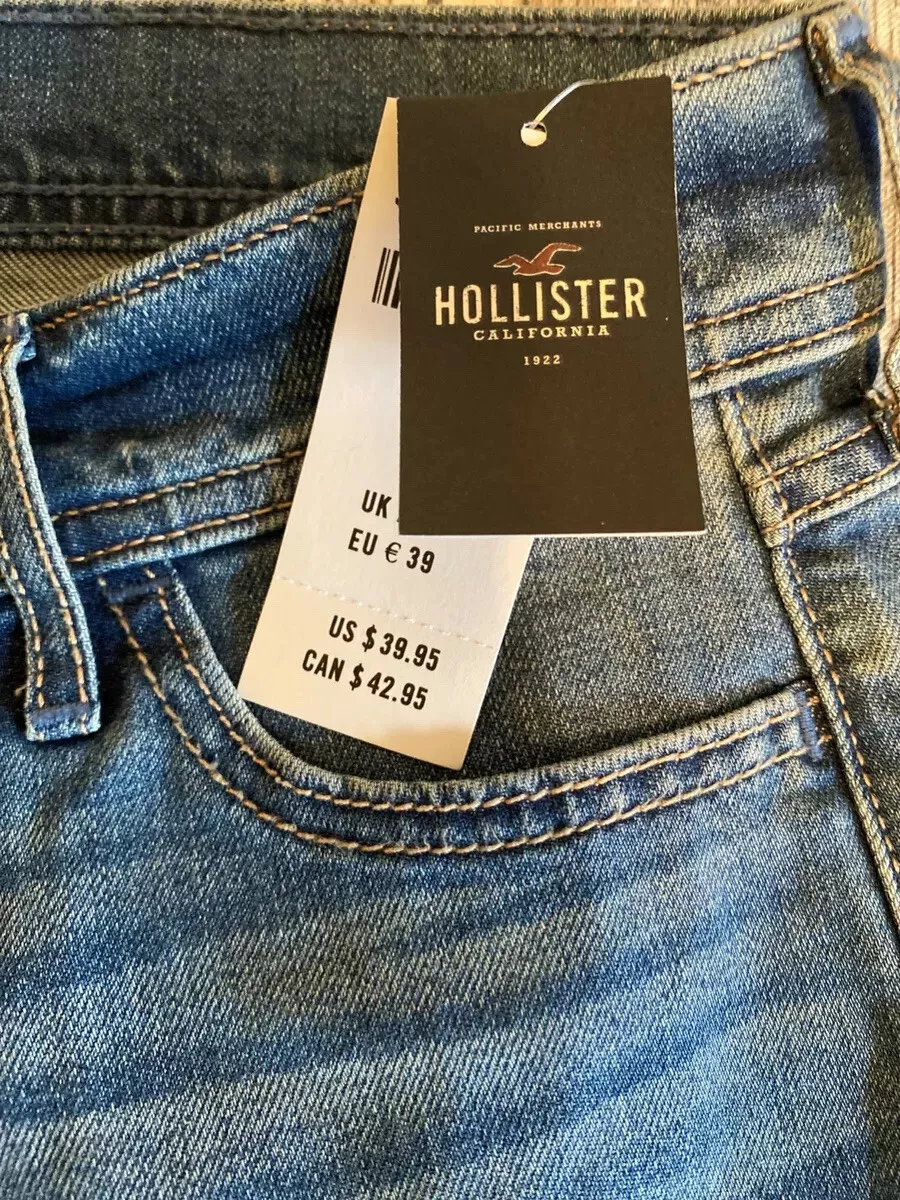 PACIFIC MERCHANTS
HOLLISTER
CALIFORNIA
1922
UK
EU € 39
US $ 39.95
CAN $ 42.95